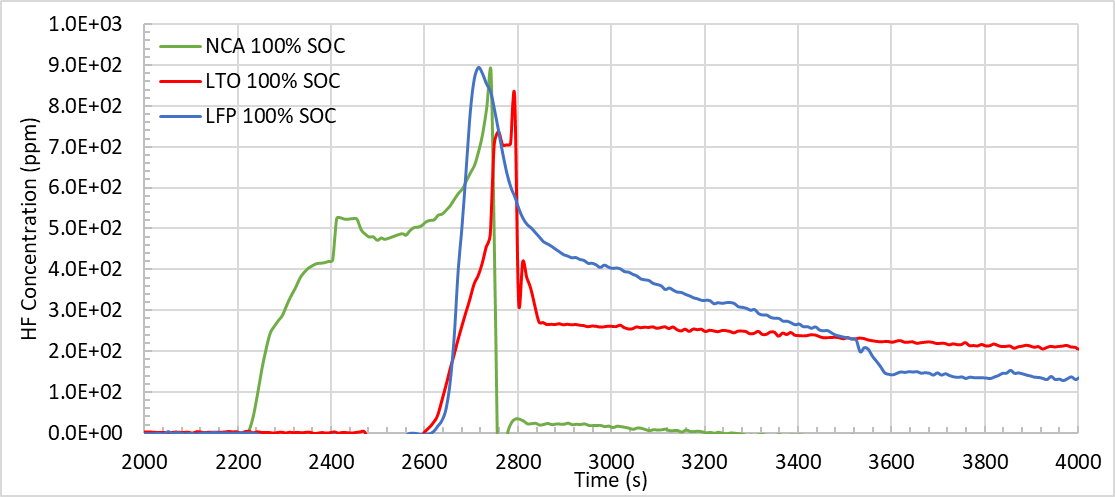 1.0E+03
9.0E+02
8.0E+02
7.0E+02
6.0E+02
5.0E+02
4.0E+02
3.0E+02
2.0E+02
1.0E+02
0.0E+00
HF Concentration (ppm)
NCA 100% SOC
LTO 100% SOC
LFP 100% SOC
2000 2200 2400 2600 2800 3000 3200 3400 3600 3800 4000
Time (s)